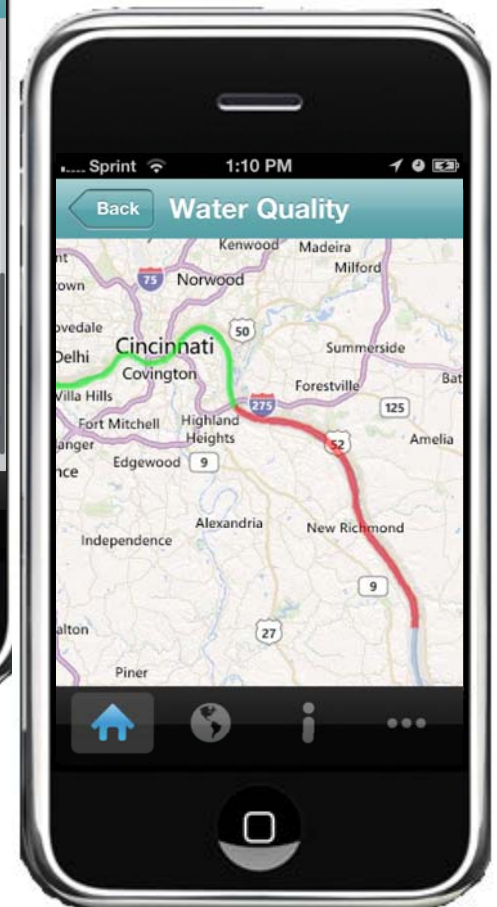 Sprint 1:10 PM
Back Water Quality
Kenwood Madeira
Milford
75 Norwood
50
Cincinnati
Summerside
Delhi
Covington
Forestville
Villa Hills
275
125
Fort Mitchell
Highland
Heights
52
Amelia
Edgewood 9
Alexandria
New Richmond
Independence
9
27
Piner